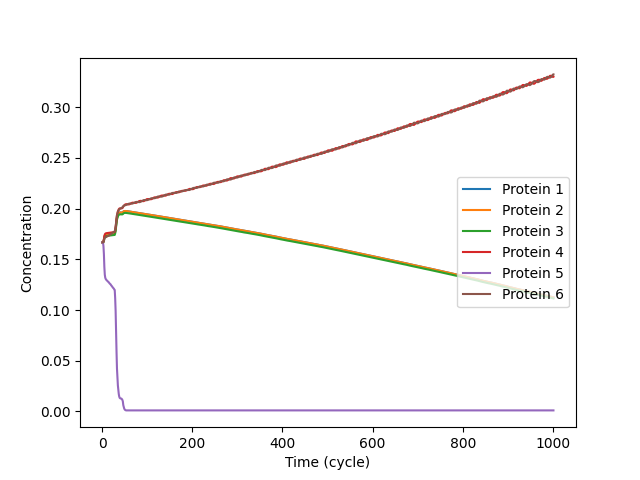 0.30
0.25
0.20
0.15
0.10
0.05
0.00
Concentration
0
200
400
600
800
1000
Time (cycle)
Protein 1
Protein 2
Protein 3
Protein 4
Protein 5
Protein 6